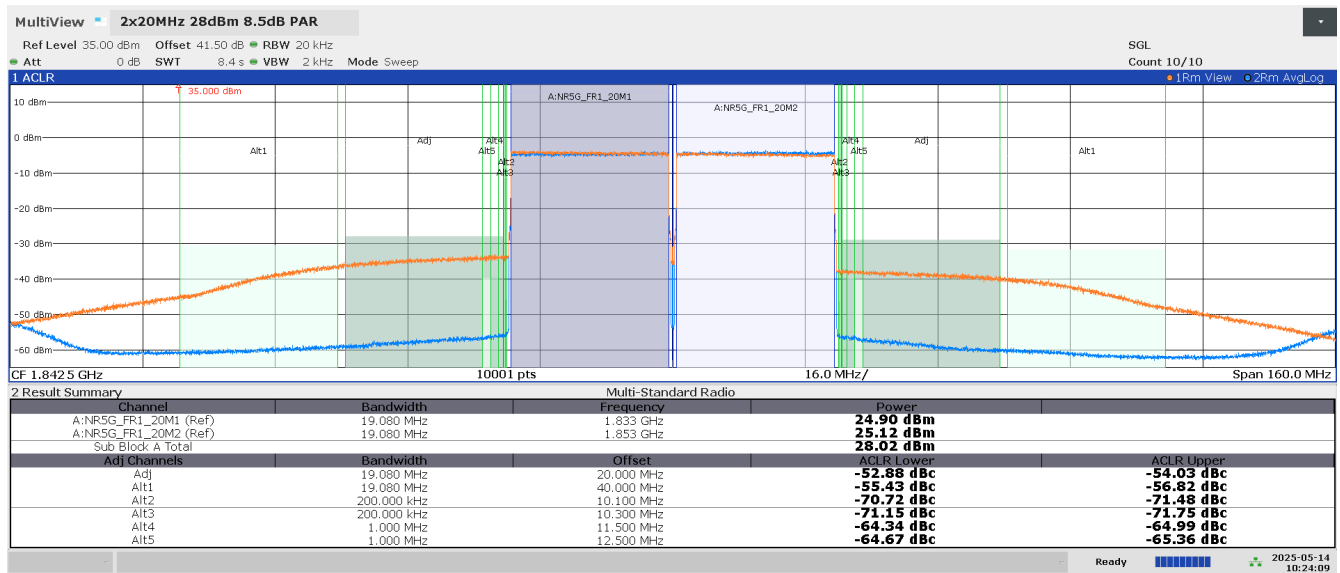 MultiView 2x20MHz 28dBm 8.5dB PAR
Ref Level 35.00 dBm Offset 41.50 dB RBW 20 kHz SGL
Att 0 dB SWT 8.4 s VBW 2 kHz Mode Sweep Count 10/10
1 ACLR 1Rm View 2Rm AvgLog
35.000 dBm
A:NR5G_FR1_20M1
A:NR5G_FR1_20M2
10 dBm
0 dBm
Alt1 Adj Alt4 Alt5 Alt2 Alt3
Alt4 Alt5 Alt2 Alt3 Adj Alt1
-10 dBm
-20 dBm
-30 dBm
-40 dBm
-50 dBm
-60 dBm
CF 1.8425 GHz 10001 pts 16.0 MHz/ Span 160.0 MHz
2 Result Summary Multi-Standard Radio
Channel Bandwidth Frequency Power
A:NR5G_FR1_20M1 (Ref) 19.080 MHz 1.833 GHz 24.90 dBm
A:NR5G_FR1_20M2 (Ref) 19.080 MHz 1.853 GHz 25.12 dBm
Sub Block A Total 28.02 dBm
Adj Channels Bandwidth Offset ACLR Lower ACLR Upper
Adj 19.080 MHz 20.000 MHz -52.88 dBc -54.03 dBc
Alt1 19.080 MHz 40.000 MHz -55.43 dBc -56.82 dBc
Alt2 200.000 kHz 10.100 MHz -70.72 dBc -71.48 dBc
Alt3 200.000 kHz 10.300 MHz -71.15 dBc -71.75 dBc
Alt4 1.000 MHz 11.500 MHz -64.34 dBc -64.99 dBc
Alt5 1.000 MHz 12.500 MHz -64.67 dBc -65.36 dBc
Ready 2025-05-14
10:24:09